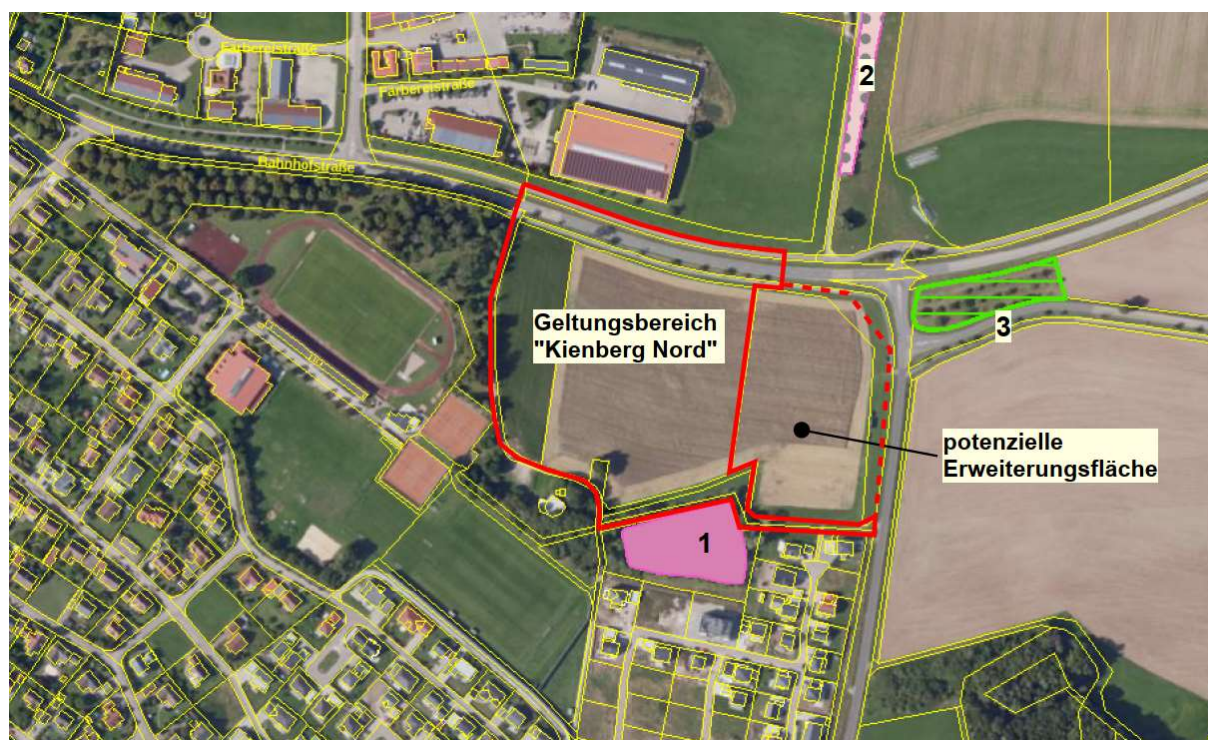 Färbereistraße
Färbereistraße
Bahnhofstraße
2
Geltungsbereich
"Kienberg Nord"
3
potenzielle
Erweiterungsfläche
1